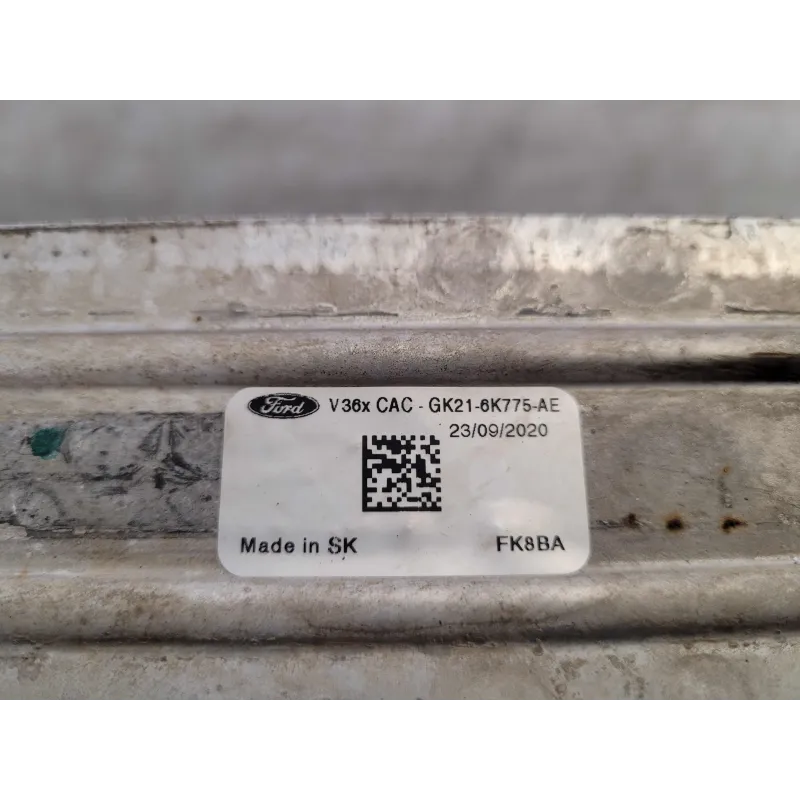 Ford V36x CAC - GK21-6K775-AE
23/09/2020
Made in SK FK8BA